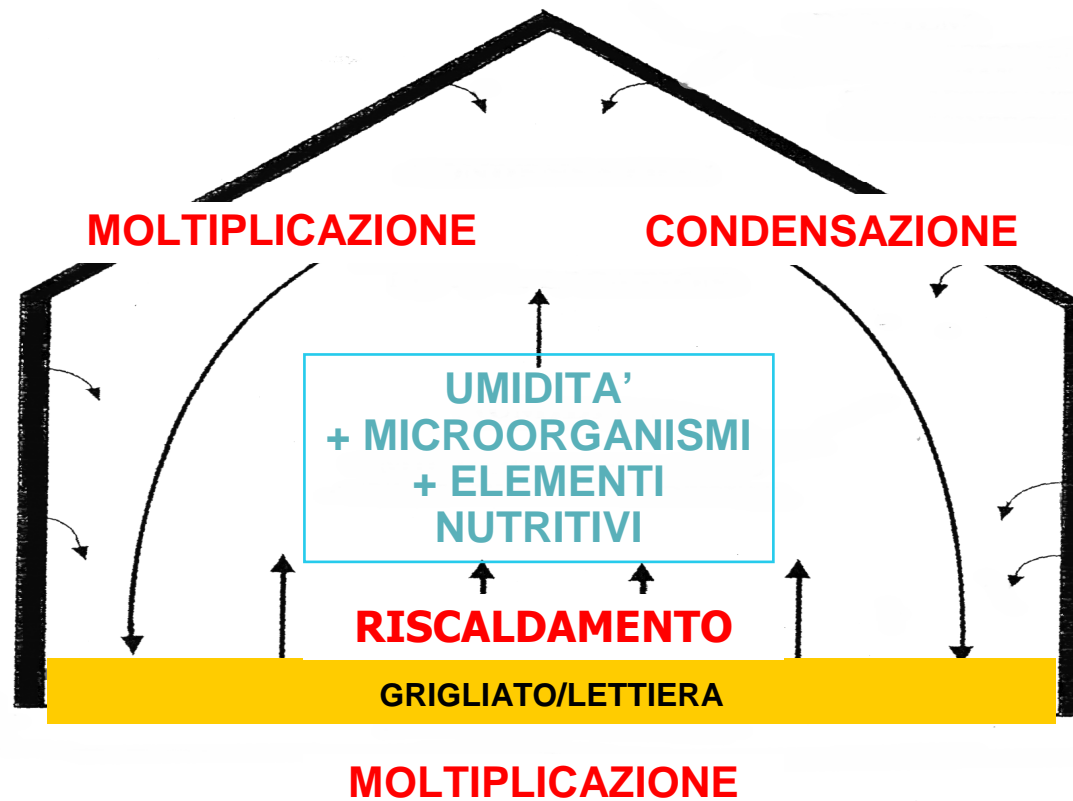 MOLTIPLICAZIONE
CONDENSAZIONE
UMIDITA’
+ MICROORGANISMI
+ ELEMENTI
NUTRITIVI
RISCALDAMENTO
GRIGLIATO/LETTIERA
MOLTIPLICAZIONE